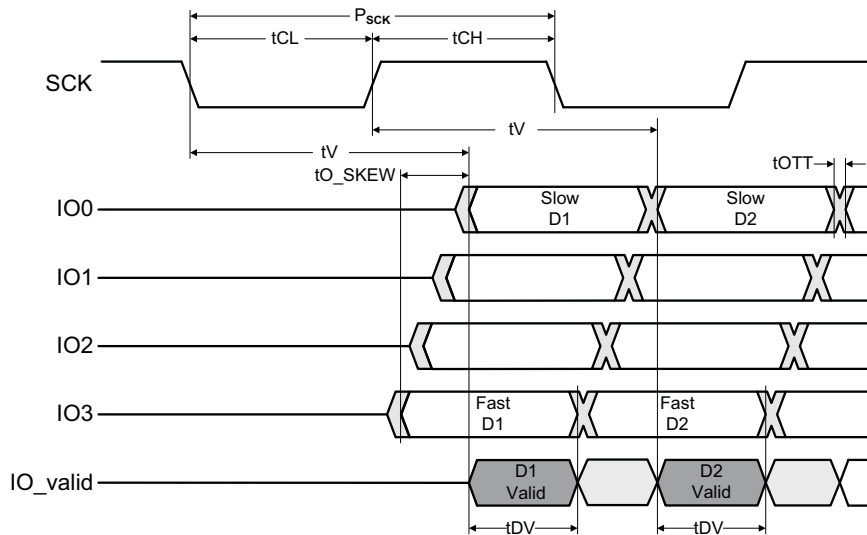 P_SCK
tCL
tCH
SCK
tV
tV
tO_SKEW
tOTT
IO0
Slow
D1
Slow
D2
IO1
IO2
IO3
Fast
D1
Fast
D2
IO_valid
D1
Valid
D2
Valid
tDV
tDV